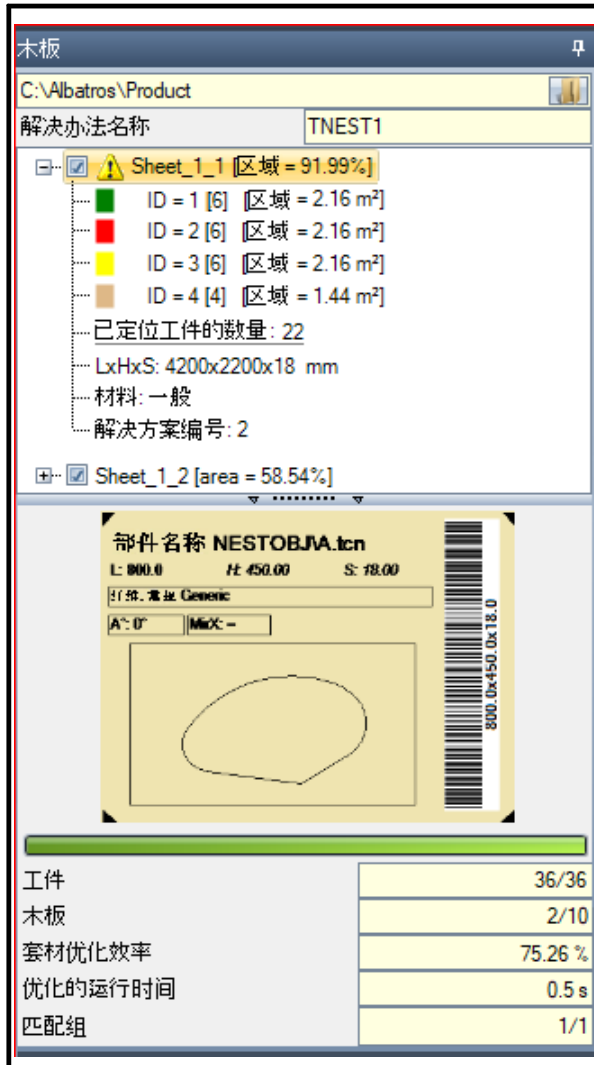 木板
C:\Albatros\Product
解决办法名称 TNEST1
Sheet_1_1 [区域 = 91.99%]
ID = 1 [6] [区域 = 2.16 m²]
ID = 2 [6] [区域 = 2.16 m²]
ID = 3 [6] [区域 = 2.16 m²]
ID = 4 [4] [区域 = 1.44 m²]
已定位工件的数量: 22
LxHxS: 4200x2200x18 mm
材料: 一般
解决方案编号: 2
Sheet_1_2 [area = 58.54%]
部件名称 NESTOBJ\A.tcn
L: 800.0 H: 450.00 S: 18.00
Generic
A°: 0° MirX: –
800.0x450.0x18.0
工件 36/36
木板 2/10
套材优化效率 75.26 %
优化的运行时间 0.5 s
匹配组 1/1